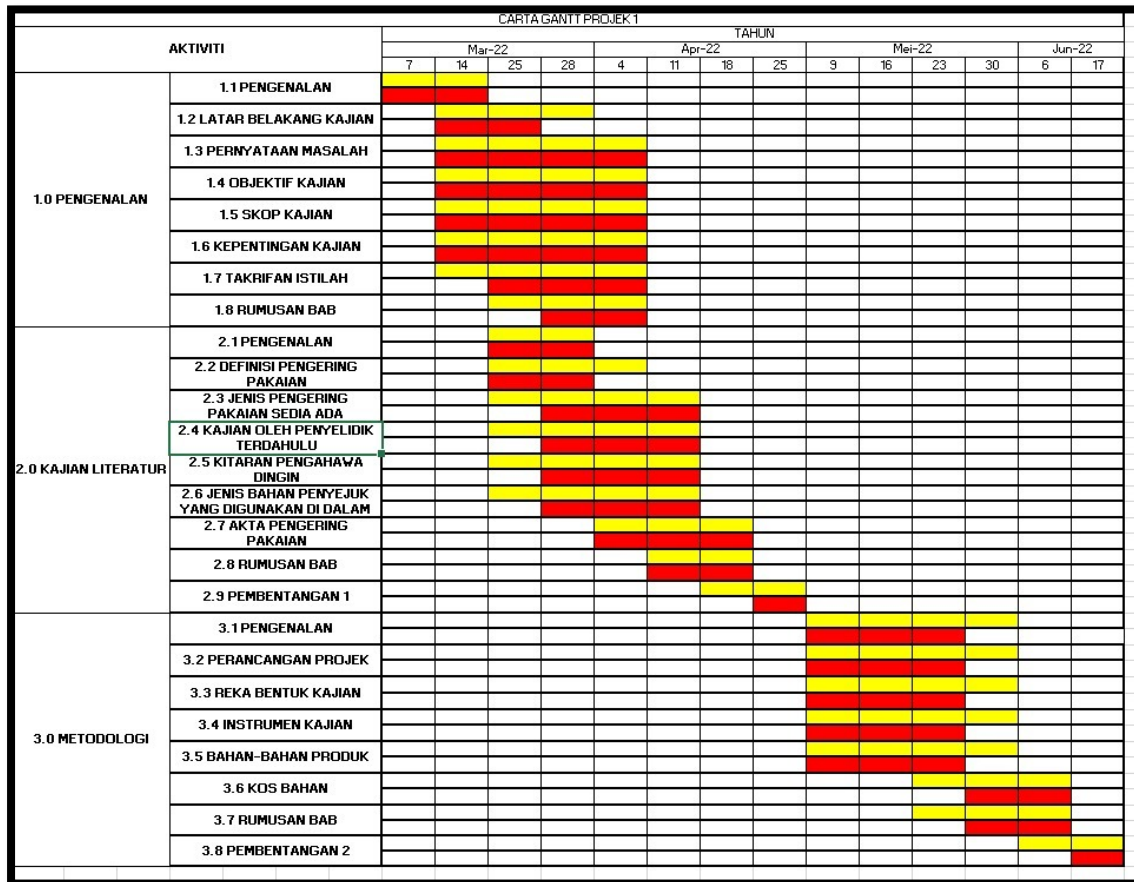 CARTA GANTT PROJEK 1
AKTIVITI
TAHUN
Mar-22 Apr-22 Mei-22 Jun-22
7 14 25 28 4 11 18 25 9 16 23 30 6 17
1.0 PENGENALAN
1.1 PENGENALAN
1.2 LATAR BELAKANG KAJIAN
1.3 PERNYATAAN MASALAH
1.4 OBJEKTIF KAJIAN
1.5 SKOP KAJIAN
1.6 KEPENTINGAN KAJIAN
1.7 TAKRIFAN ISTILAH
1.8 RUMUSAN BAB
2.0 KAJIAN LITERATUR
2.1 PENGENALAN
2.2 DEFINISI PENGERING
PAKAIAN
2.3 JENIS PENGERING
PAKAIAN SEDIA ADA
2.4 KAJIAN OLEH PENYELIDIK
TERDAHULU
2.5 KITARAN PENGAHAWA
DINGIN
2.6 JENIS BAHAN PENYEJUK
YANG DIGUNAKAN DI DALAM
2.7 AKTA PENGERING
PAKAIAN
2.8 RUMUSAN BAB
2.9 PEMBENTANGAN 1
3.0 METODOLOGI
3.1 PENGENALAN
3.2 PERANCANGAN PROJEK
3.3 REKA BENTUK KAJIAN
3.4 INSTRUMEN KAJIAN
3.5 BAHAN-BAHAN PRODUK
3.6 KOS BAHAN
3.7 RUMUSAN BAB
3.8 PEMBENTANGAN 2